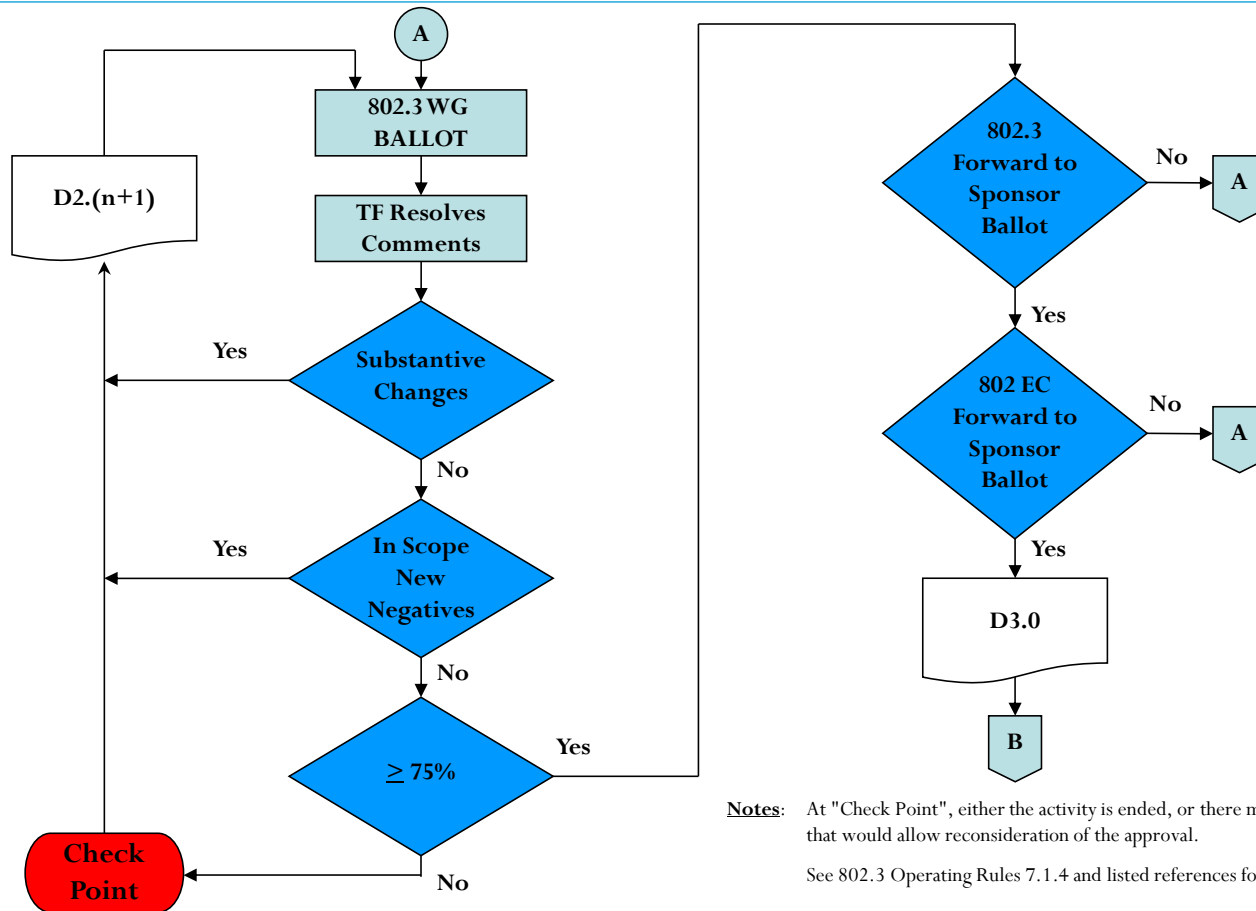 A
802.3 WG
BALLOT
D2.(n+1)
TF Resolves
Comments
Yes
Substantive
Changes
No
Yes
In Scope
New
Negatives
No
≥ 75%
Yes
No
Check
Point
802.3
Forward to
Sponsor
Ballot
No
A
Yes
802 EC
Forward to
Sponsor
Ballot
No
A
Yes
D3.0
B
Notes: At "Check Point", either the activity is ended, or there
that would allow reconsideration of the approval.
See 802.3 Operating Rules 7.1.4 and listed references